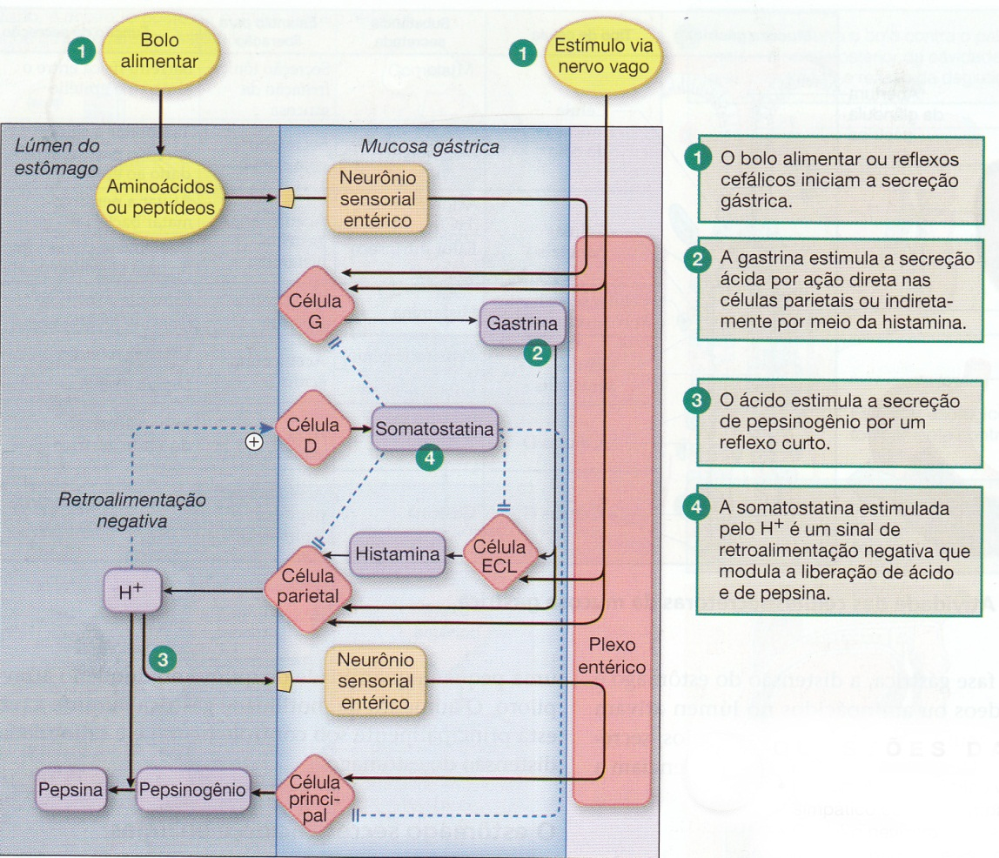 1
Bolo
alimentar
1
Estímulo via
nervo vago
Lúmen do
estômago
Mucosa gástrica
Aminoácidos
ou peptídeos
Neurônio
sensorial
entérico
Célula
G
Gastrina
2
Célula
D
+
Somatostatina
4
Retroalimentação
negativa
Histamina
Célula
ECL
Célula
parietal
H+
3
Neurônio
sensorial
entérico
Plexo
entérico
Pepsina
Pepsinogênio
Célula
princi-
pal
1
O bolo alimentar ou reflexos
cefálicos iniciam a secreção
gástrica.
2
A gastrina estimula a secreção
ácida por ação direta nas
células parietais ou indireta-
mente por meio da histamina.
3
O ácido estimula a secreção
de pepsinogênio por um
reflexo curto.
4
A somatostatina estimulada
pelo H+ é um sinal de
retroalimentação negativa que
modula a liberação de ácido
e de pepsina.